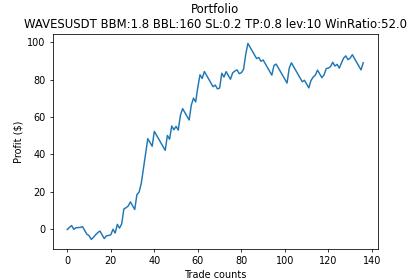 Portfolio
WAVESUSDT BBM:1.8 BBL:160 SL:0.2 TP:0.8 lev:10 WinRatio:52.0
100
80
60
40
20
0
Profit ($)
0 20 40 60 80 100 120 140
Trade counts